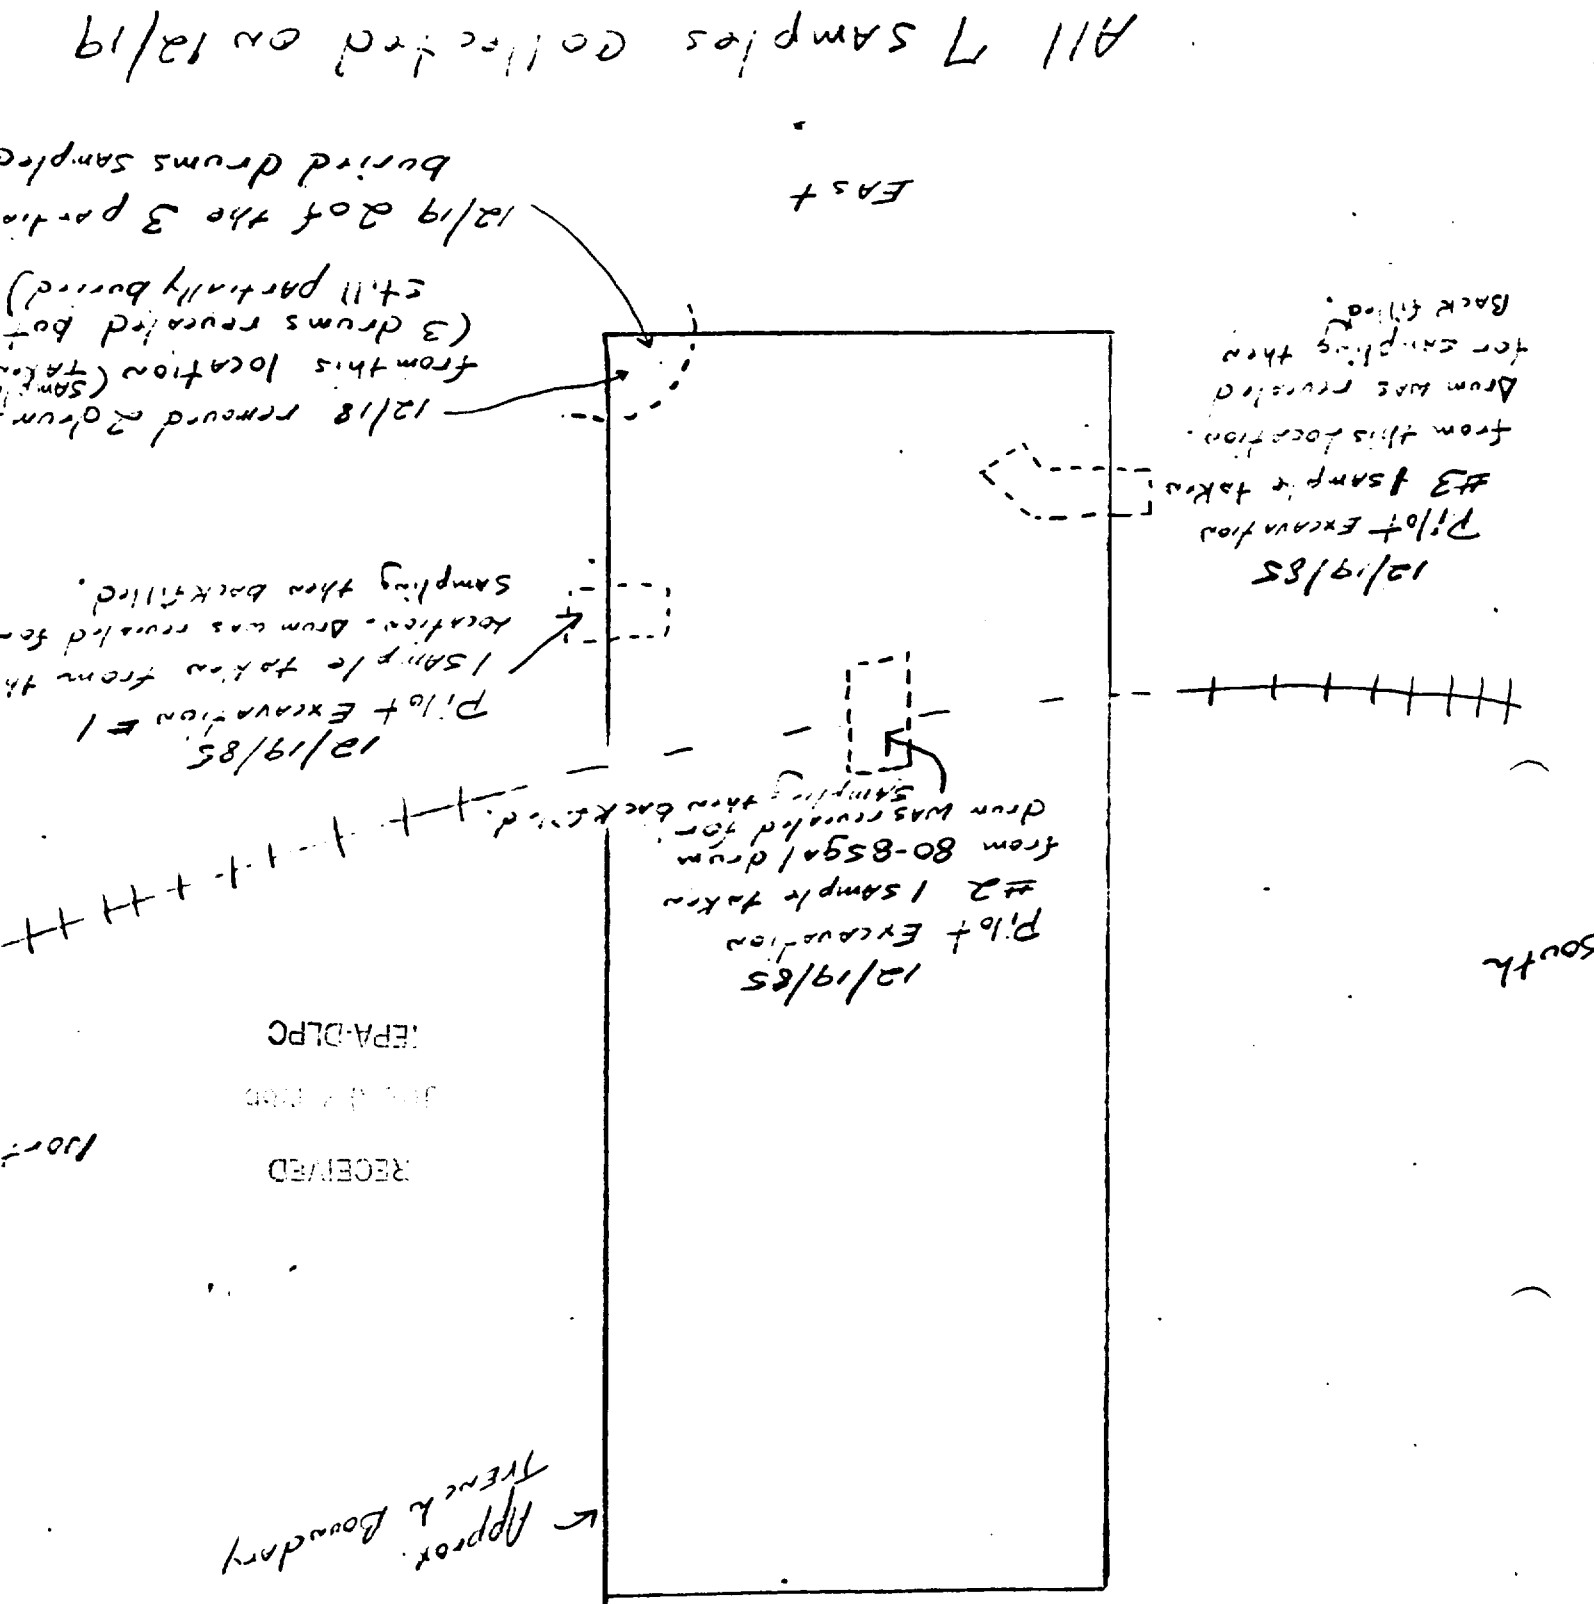 Approx.
Trench Boundary
RECEIVED
IEPA-DLPC
Nort
South
12/19/85
Pilot Excavation
#2 1 sample taken
from 80-85gal drum
drum was revealed for
sampling then backfilled.
12/19/85
Pilot Excavation #1
1 sample taken from th
location. Drum was revealed for
sampling then backfilled.
12/19/85
Pilot Excavation
#3 1 sample taken
from this location.
Drum was revealed
for sampling then
Back filled.
12/18 removed 2 drum
from this location (sampl
taken
(3 drums revealed but
still partially buried)
12/19 2 of the 3 partia
buried drums sampled
East
All 7 samples collected on 12/19